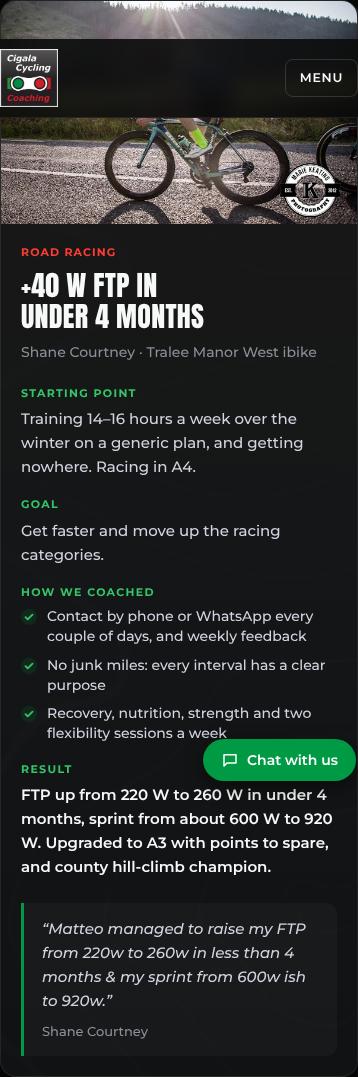 Cigala
Cycling
Coaching
MENU
MADIE KEATING
EST.
K
PHOTOGRAPHY
ROAD RACING
+40 W FTP IN
UNDER 4 MONTHS
Shane Courtney · Tralee Manor West ibike
STARTING POINT
Training 14–16 hours a week over the
winter on a generic plan, and getting
nowhere. Racing in A4.
GOAL
Get faster and move up the racing
categories.
HOW WE COACHED
Contact by phone or WhatsApp every
couple of days, and weekly feedback
No junk miles: every interval has a clear
purpose
Recovery, nutrition, strength and two
flexibility sessions a week
Chat with us
RESULT
FTP up from 220 W to 260 W in under 4
months, sprint from about 600 W to 920
W. Upgraded to A3 with points to spare,
and county hill-climb champion.
“Matteo managed to raise my FTP
from 220w to 260w in less than 4
months & my sprint from 600w ish
to 920w.”
Shane Courtney